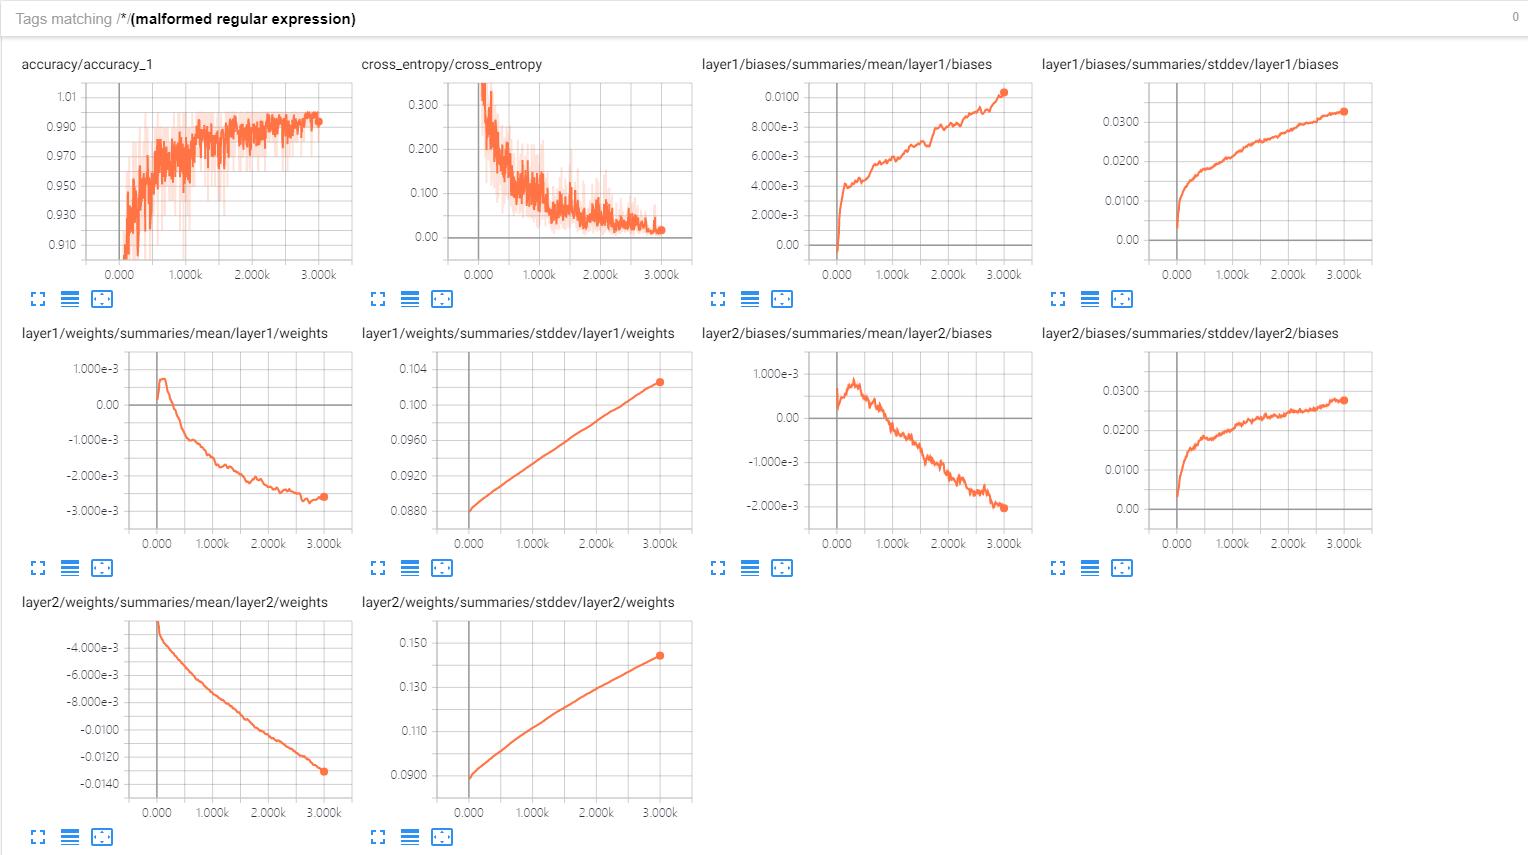 Tags matching /*/(malformed regular expression) 0
accuracy/accuracy_1
1.01
0.990
0.970
0.950
0.930
0.910
0.000 1.000k 2.000k 3.000k
cross_entropy/cross_entropy
0.300
0.200
0.100
0.00
0.000 1.000k 2.000k 3.000k
layer1/biases/summaries/mean/layer1/biases
0.0100
8.000e-3
6.000e-3
4.000e-3
2.000e-3
0.00
0.000 1.000k 2.000k 3.000k
layer1/biases/summaries/stddev/layer1/biases
0.0300
0.0200
0.0100
0.00
0.000 1.000k 2.000k 3.000k
layer1/weights/summaries/mean/layer1/weights
1.000e-3
0.00
-1.000e-3
-2.000e-3
-3.000e-3
0.000 1.000k 2.000k 3.000k
layer1/weights/summaries/stddev/layer1/weights
0.104
0.100
0.0960
0.0920
0.0880
0.000 1.000k 2.000k 3.000k
layer2/biases/summaries/mean/layer2/biases
1.000e-3
0.00
-1.000e-3
-2.000e-3
0.000 1.000k 2.000k 3.000k
layer2/biases/summaries/stddev/layer2/biases
0.0300
0.0200
0.0100
0.00
0.000 1.000k 2.000k 3.000k
layer2/weights/summaries/mean/layer2/weights
-4.000e-3
-6.000e-3
-8.000e-3
-0.0100
-0.0120
-0.0140
0.000 1.000k 2.000k 3.000k
layer2/weights/summaries/stddev/layer2/weights
0.150
0.130
0.110
0.0900
0.000 1.000k 2.000k 3.000k